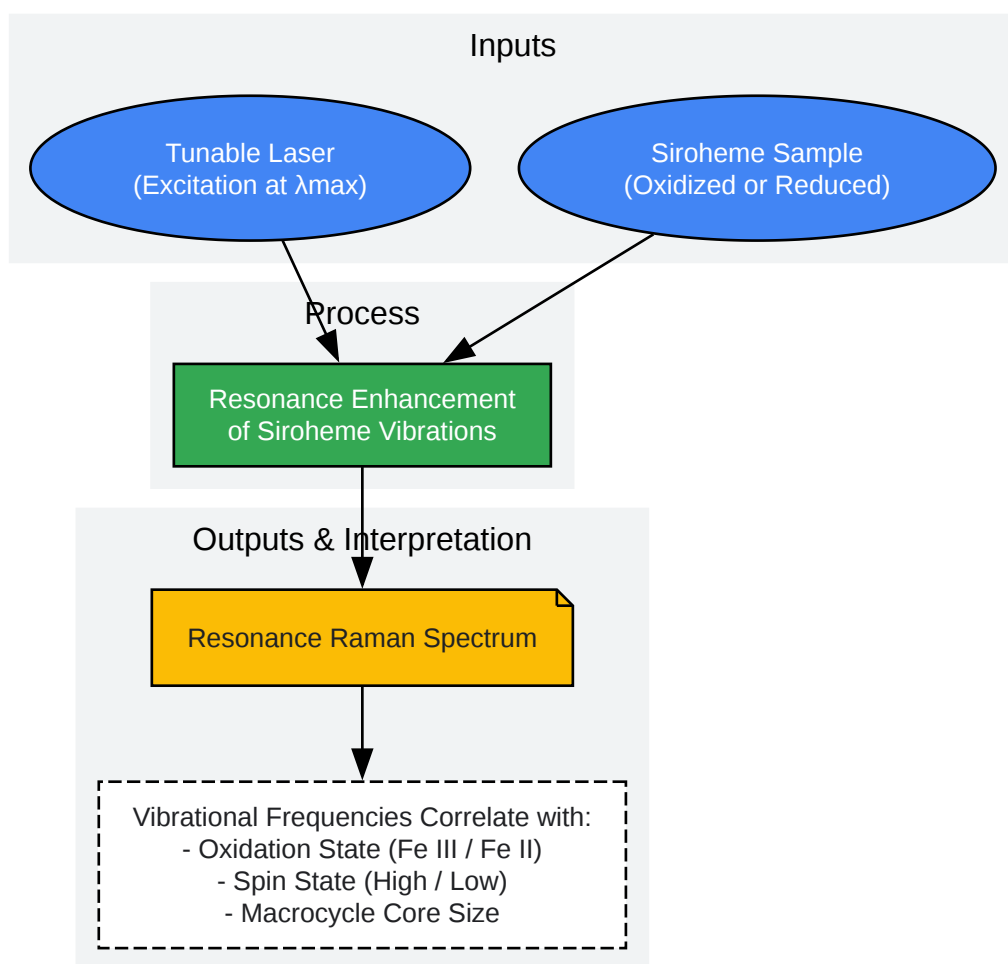 Inputs
Tunable Laser
(Excitation at λmax)
Siroheme Sample
(Oxidized or Reduced)
Process
Resonance Enhancement
of Siroheme Vibrations
Outputs & Interpretation
Resonance Raman Spectrum
Vibrational Frequencies Correlate with:
- Oxidation State (Fe III / Fe II)
- Spin State (High / Low)
- Macrocycle Core Size